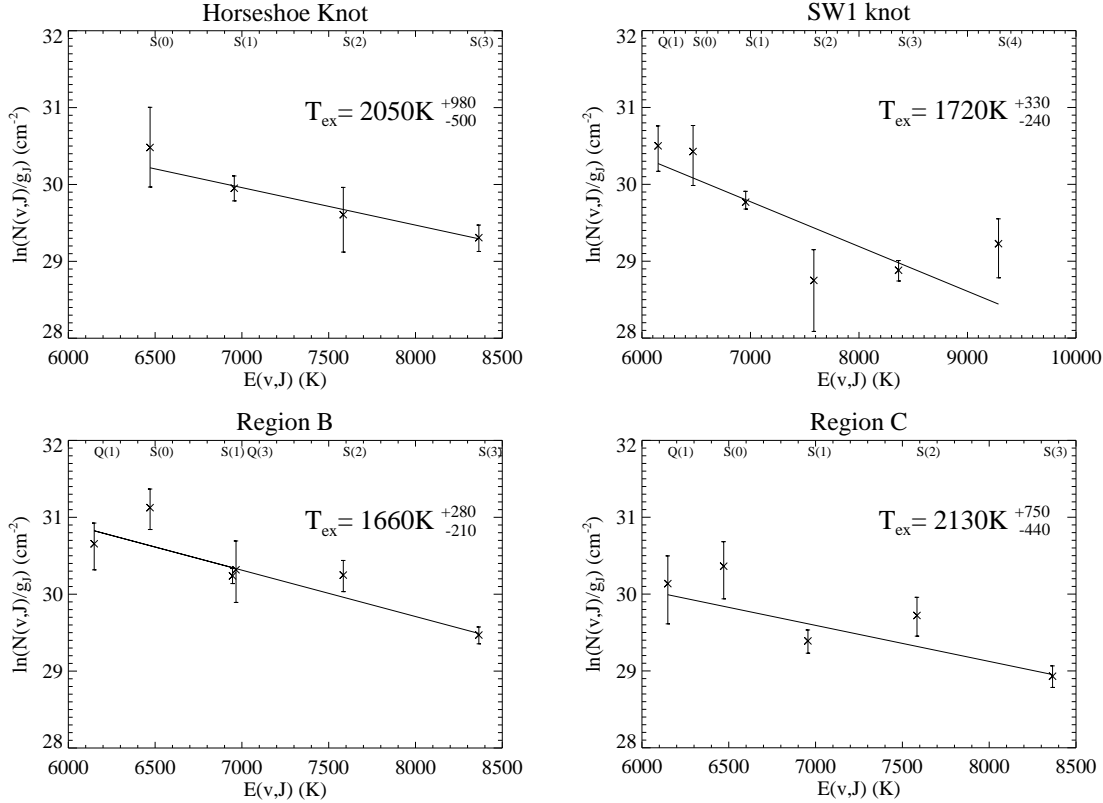 Horseshoe Knot
S(0) S(1) S(2) S(3)
T_ex= 2050K +980 -500
ln(N(v,J)/g_J) (cm^-2)
32
31
30
29
28
6000 6500 7000 7500 8000 8500
E(v,J) (K)
SW1 knot
Q(1) S(0) S(1) S(2) S(3) S(4)
T_ex= 1720K +330 -240
ln(N(v,J)/g_J) (cm^-2)
32
31
30
29
28
6000 7000 8000 9000 10000
E(v,J) (K)
Region B
Q(1) S(0) S(1) Q(3) S(2) S(3)
T_ex= 1660K +280 -210
ln(N(v,J)/g_J) (cm^-2)
32
31
30
29
28
6000 6500 7000 7500 8000 8500
E(v,J) (K)
Region C
Q(1) S(0) S(1) S(2) S(3)
T_ex= 2130K +750 -440
ln(N(v,J)/g_J) (cm^-2)
32
31
30
29
28
6000 6500 7000 7500 8000 8500
E(v,J) (K)